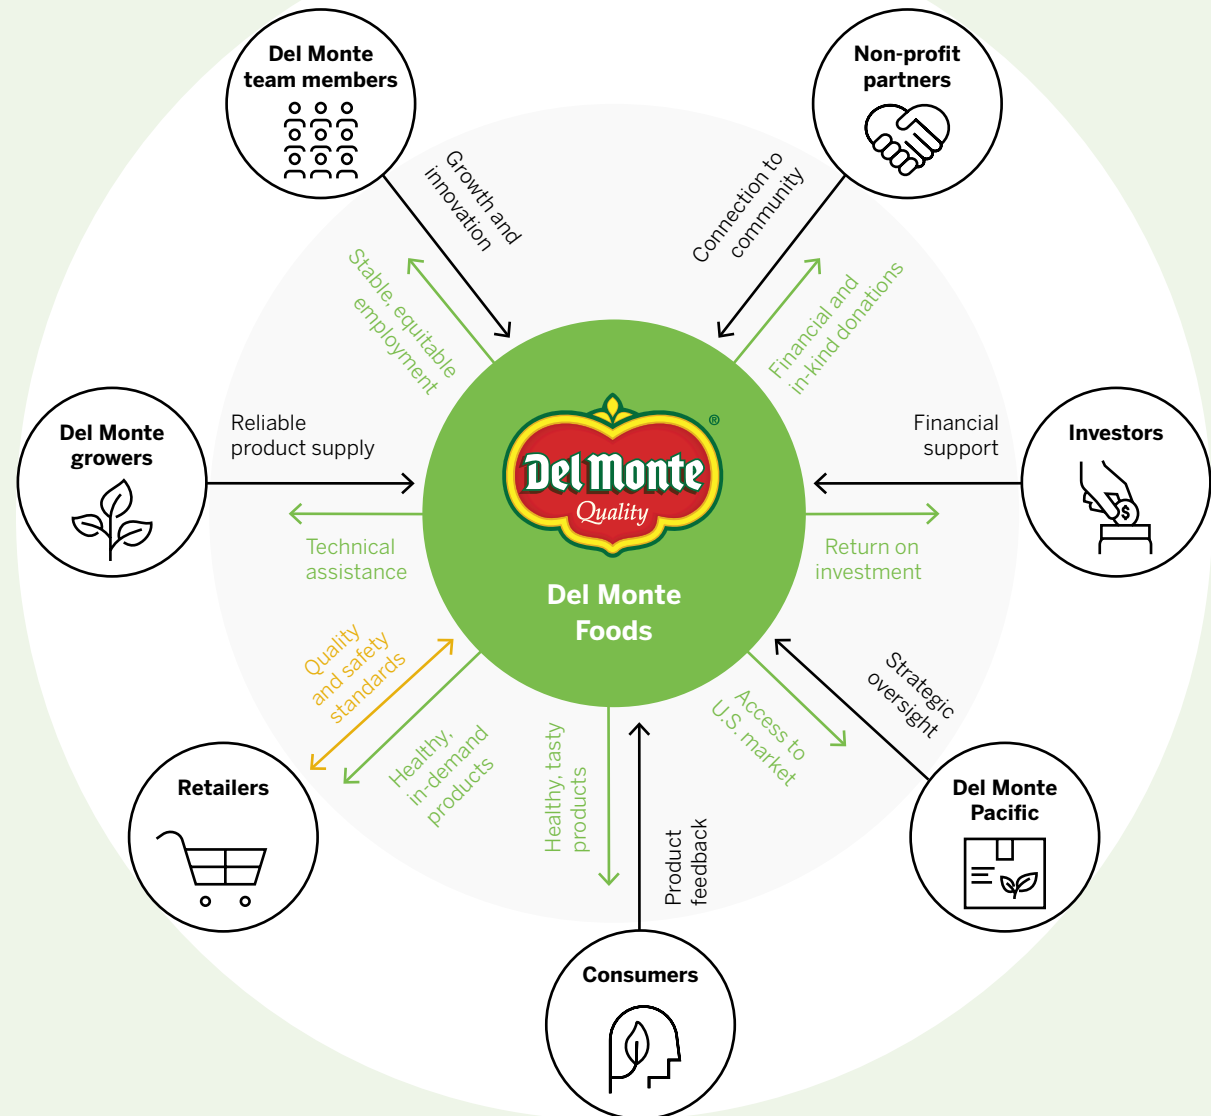 Del Monte
team members
Non-profit
partners
Growth and
innovation
Connection to
community
Stable, equitable
employment
Financial and
in-kind donations
Del Monte
growers
Reliable
product supply
Financial
support
Investors
$
Del Monte
®
Quality
Technical
assistance
Return on
investment
Del Monte
Foods
Quality
and safety
standards
Healthy,
in-demand
products
Healthy, tasty
products
Product
feedback
Access to
U.S. market
Strategic
oversight
Retailers
Del Monte
Pacific
Consumers